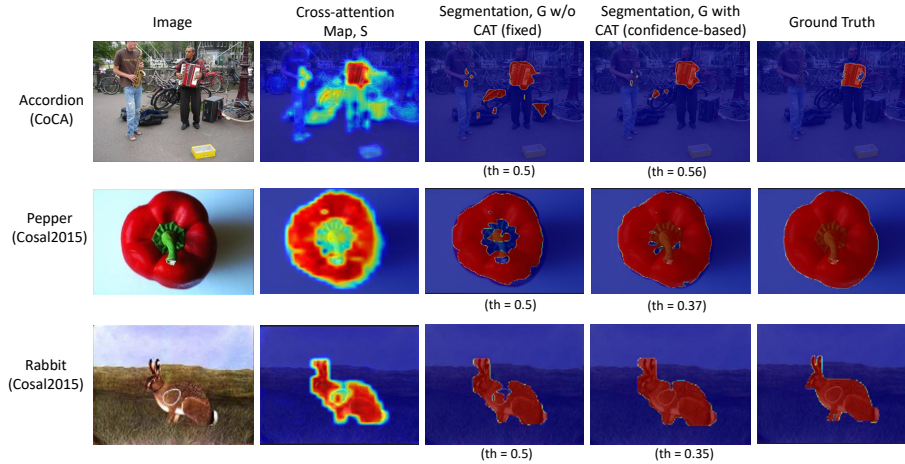 Image
Cross-attention
Map, S
Segmentation, G w/o
CAT (fixed)
Segmentation, G with
CAT (confidence-based)
Ground Truth
Accordion
(CoCA)
(th = 0.5)
(th = 0.56)
Pepper
(Cosal2015)
(th = 0.5)
(th = 0.37)
Rabbit
(Cosal2015)
(th = 0.5)
(th = 0.35)